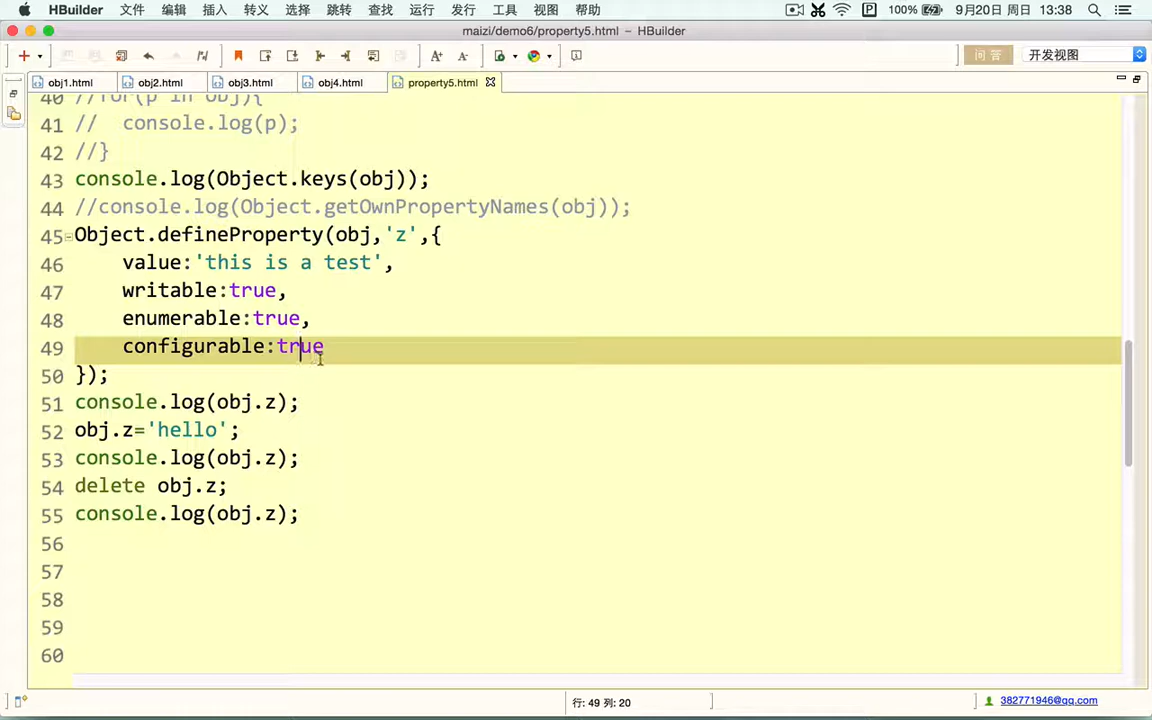 HBuilder 文件 编辑 插入 转义 选择 跳转 查找 运行 发行 工具 视图 帮助 100% 9月20日 周日 13:38
maizi/demo6/property5.html — HBuilder
问答 开发视图
obj1.html obj2.html obj3.html obj4.html property5.html
40 //for(p in obj){
41 //  console.log(p);
42 //}
43 console.log(Object.keys(obj));
44 //console.log(Object.getOwnPropertyNames(obj));
45 Object.defineProperty(obj,'z',{
46     value:'this is a test',
47     writable:true,
48     enumerable:true,
49     configurable:true
50 });
51 console.log(obj.z);
52 obj.z='hello';
53 console.log(obj.z);
54 delete obj.z;
55 console.log(obj.z);
56
57
58
59
60
行: 49 列: 20 382771946@qq.com